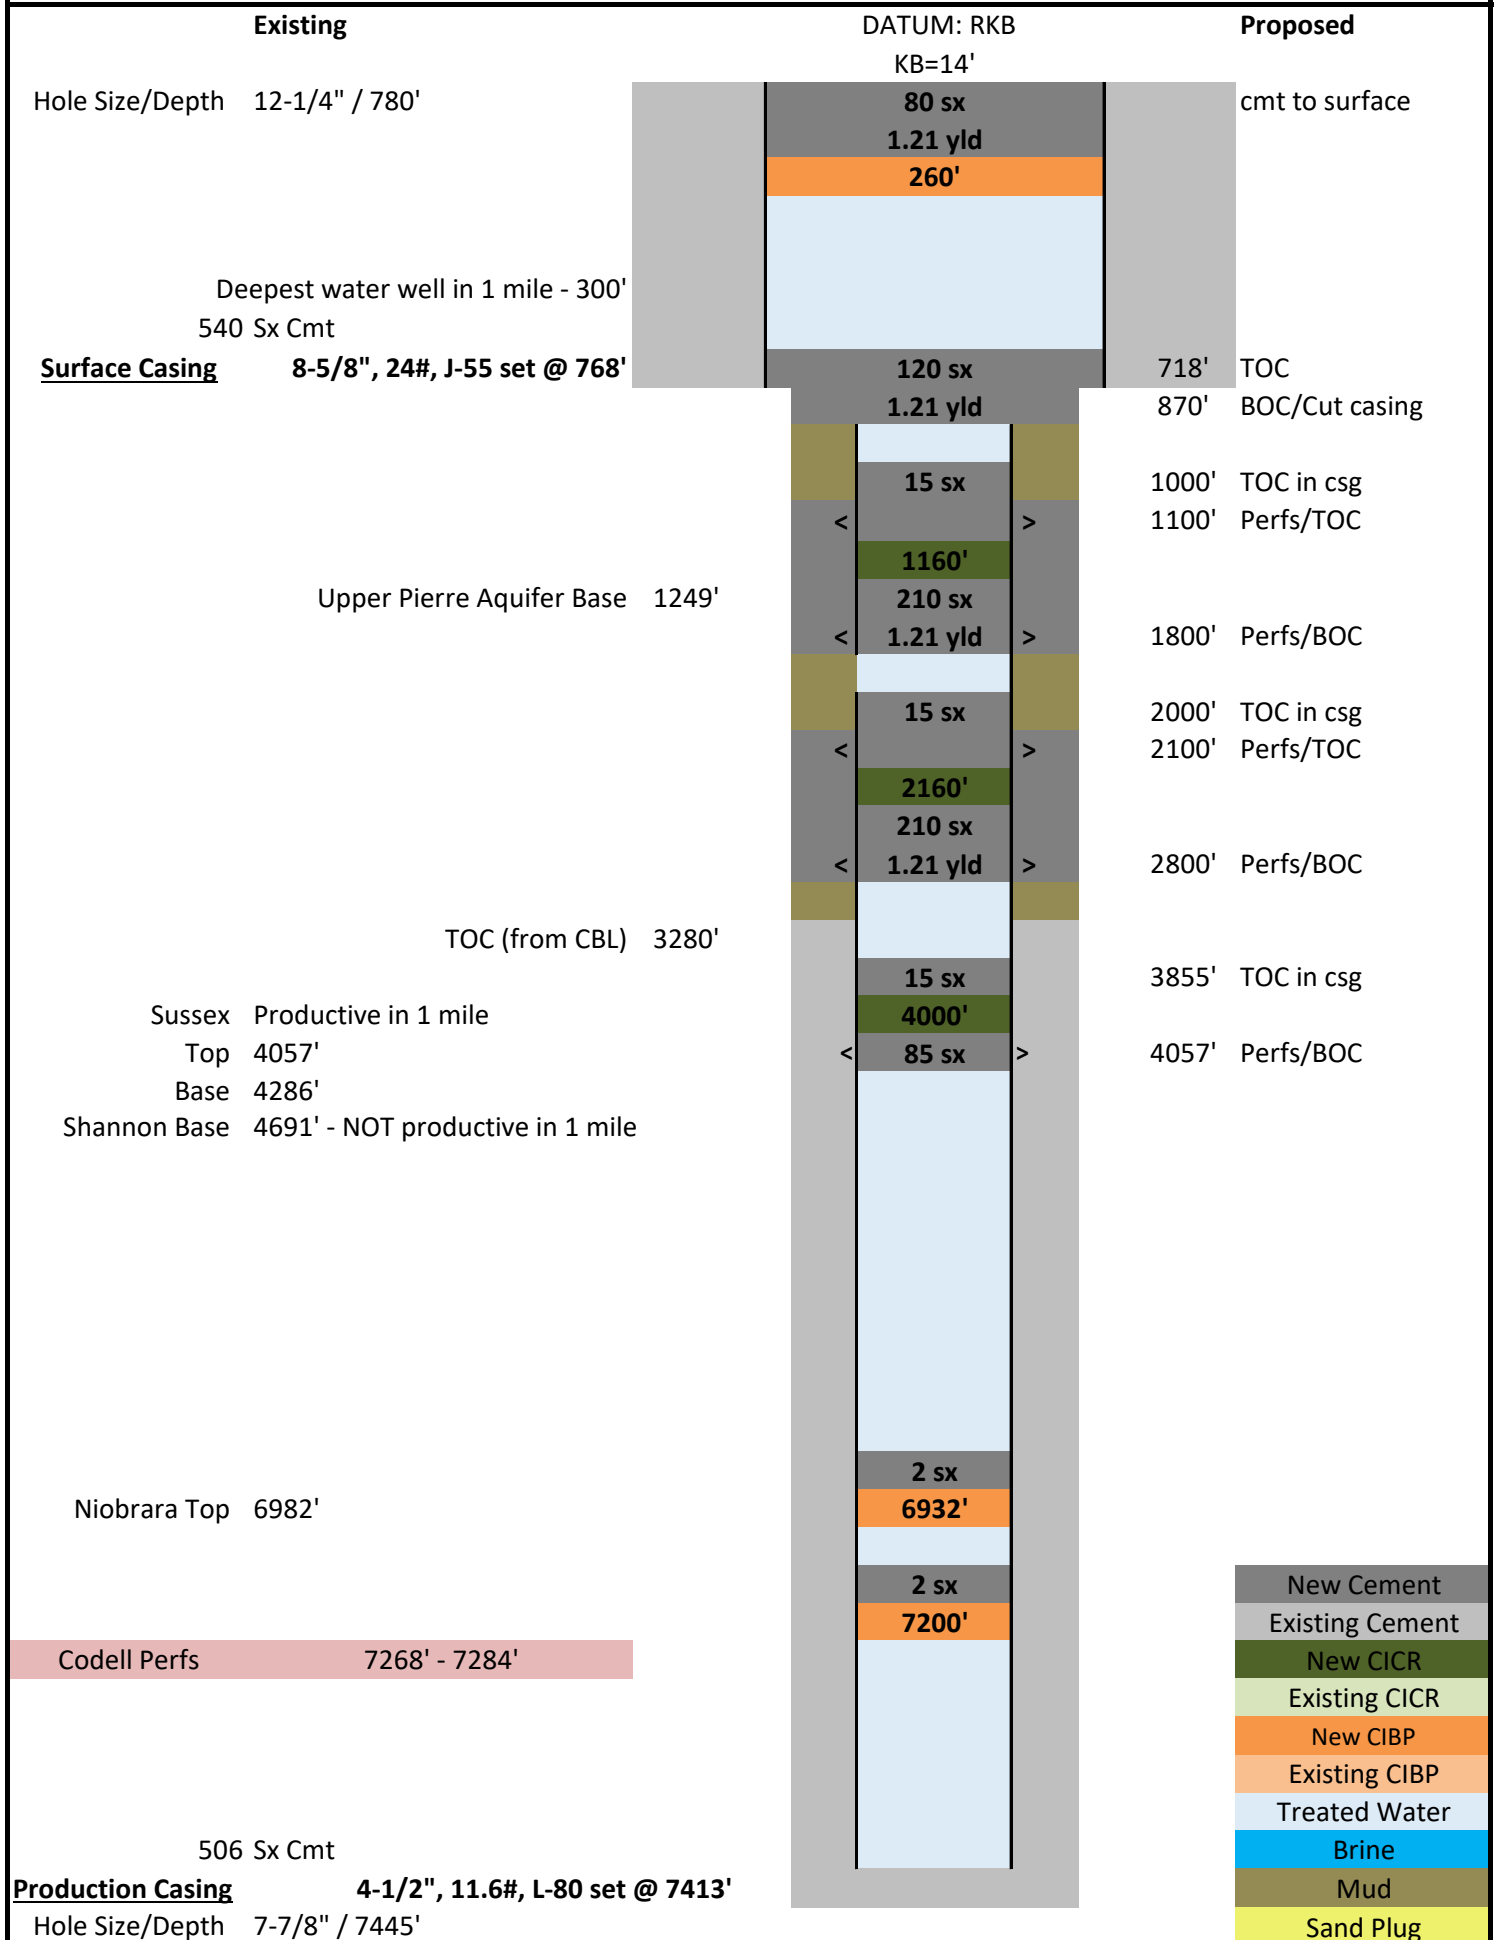 Existing DATUM: RKB Proposed
KB=14'
Hole Size/Depth 12-1/4" / 780' 80 sx cmt to surface
1.21 yld
260'
Deepest water well in 1 mile - 300'
540 Sx Cmt
Surface Casing 8-5/8", 24#, J-55 set @ 768' 120 sx 718' TOC
1.21 yld 870' BOC/Cut casing
15 sx 1000' TOC in csg
< > 1100' Perfs/TOC
1160'
Upper Pierre Aquifer Base 1249' 210 sx
< 1.21 yld > 1800' Perfs/BOC
15 sx 2000' TOC in csg
< > 2100' Perfs/TOC
2160'
210 sx
< 1.21 yld > 2800' Perfs/BOC
TOC (from CBL) 3280'
15 sx 3855' TOC in csg
Sussex Productive in 1 mile 4000'
Top 4057' < 85 sx > 4057' Perfs/BOC
Base 4286'
Shannon Base 4691' - NOT productive in 1 mile
2 sx
Niobrara Top 6982' 6932'
2 sx New Cement
7200' Existing Cement
Codell Perfs 7268' - 7284' New CICR
Existing CICR
New CIBP
Existing CIBP
Treated Water
506 Sx Cmt Brine
Production Casing 4-1/2", 11.6#, L-80 set @ 7413' Mud
Hole Size/Depth 7-7/8" / 7445' Sand Plug